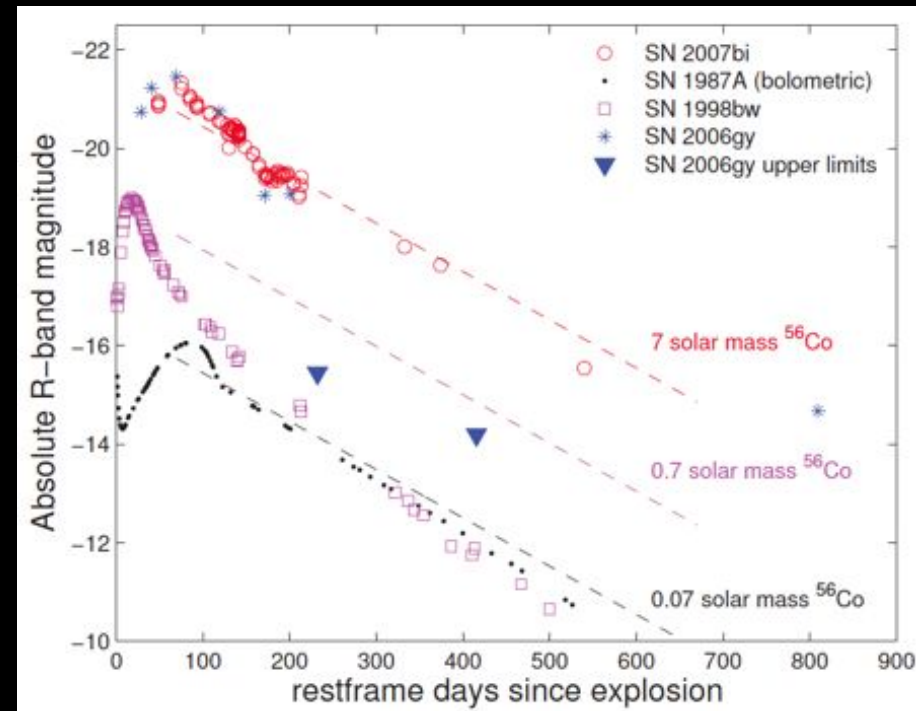 SN 2007bi
SN 1987A (bolometric)
SN 1998bw
SN 2006gy
SN 2006gy upper limits
Absolute R−band magnitude
−22
−20
−18
−16
−14
−12
−10
7 solar mass ⁵⁶Co
0.7 solar mass ⁵⁶Co
0.07 solar mass ⁵⁶Co
0 100 200 300 400 500 600 700 800 900
restframe days since explosion